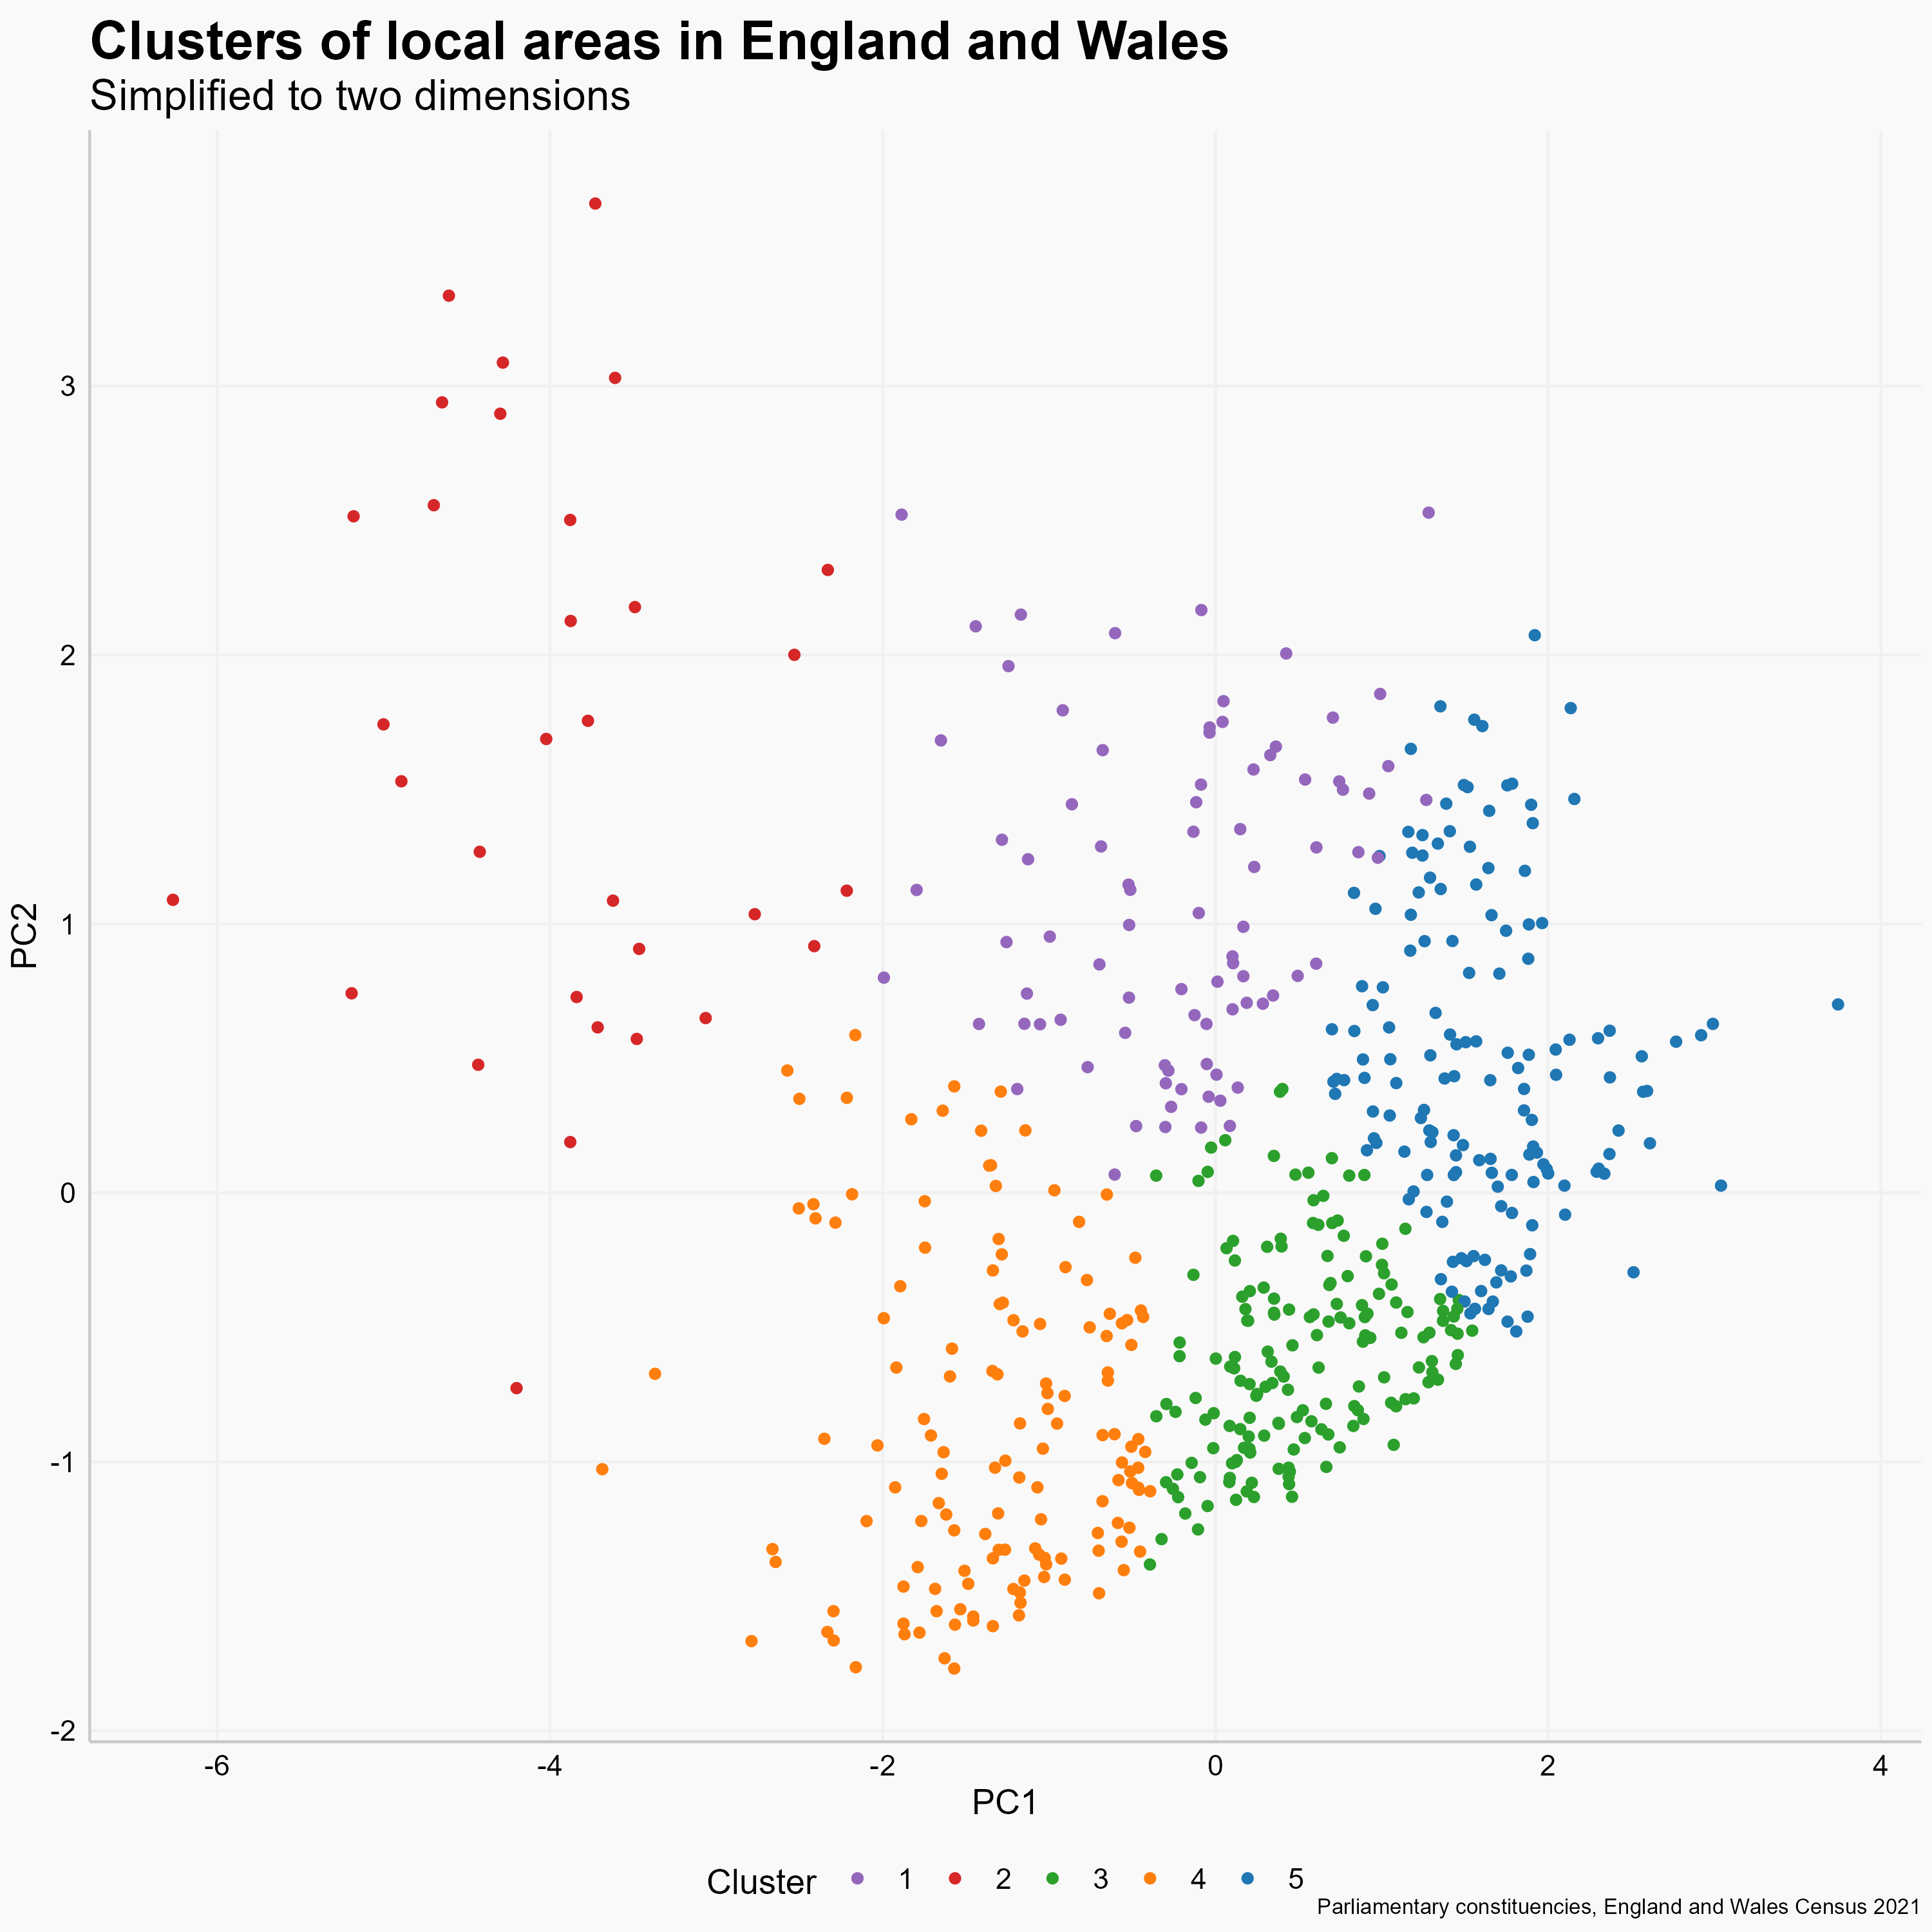 Clusters of local areas in England and Wales
Simplified to two dimensions
PC2
3
2
1
0
-1
-2
-6 -4 -2 0 2 4
PC1
Cluster 1 2 3 4 5
Parliamentary constituencies, England and Wales Census 2021